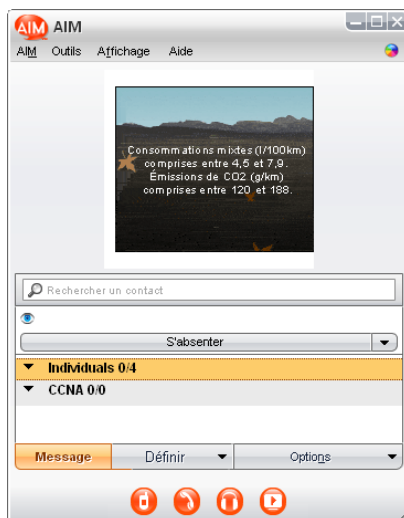 AIM AIM
AIM Outils Affichage Aide
Consommations mixtes (l/100km)
comprises entre 4,5 et 7,9.
Émissions de CO2 (g/km)
comprises entre 120 et 188.
Rechercher un contact
S'absenter
Individuals 0/4
CCNA 0/0
Message Définir Options